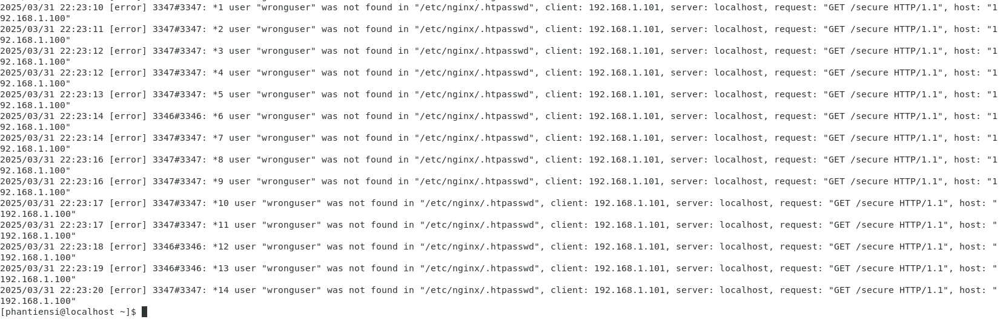 2025/03/31 22:23:10 [error] 3347#3347: *1 user "wronguser" was not found in "/etc/nginx/.htpasswd", client: 192.168.1.101, server: localhost, request: "GET /secure HTTP/1.1", host: "1
92.168.1.100"
2025/03/31 22:23:11 [error] 3347#3347: *2 user "wronguser" was not found in "/etc/nginx/.htpasswd", client: 192.168.1.101, server: localhost, request: "GET /secure HTTP/1.1", host: "1
92.168.1.100"
2025/03/31 22:23:12 [error] 3347#3347: *3 user "wronguser" was not found in "/etc/nginx/.htpasswd", client: 192.168.1.101, server: localhost, request: "GET /secure HTTP/1.1", host: "1
92.168.1.100"
2025/03/31 22:23:12 [error] 3347#3347: *4 user "wronguser" was not found in "/etc/nginx/.htpasswd", client: 192.168.1.101, server: localhost, request: "GET /secure HTTP/1.1", host: "1
92.168.1.100"
2025/03/31 22:23:13 [error] 3347#3347: *5 user "wronguser" was not found in "/etc/nginx/.htpasswd", client: 192.168.1.101, server: localhost, request: "GET /secure HTTP/1.1", host: "1
92.168.1.100"
2025/03/31 22:23:14 [error] 3346#3346: *6 user "wronguser" was not found in "/etc/nginx/.htpasswd", client: 192.168.1.101, server: localhost, request: "GET /secure HTTP/1.1", host: "1
92.168.1.100"
2025/03/31 22:23:14 [error] 3347#3347: *7 user "wronguser" was not found in "/etc/nginx/.htpasswd", client: 192.168.1.101, server: localhost, request: "GET /secure HTTP/1.1", host: "1
92.168.1.100"
2025/03/31 22:23:16 [error] 3347#3347: *8 user "wronguser" was not found in "/etc/nginx/.htpasswd", client: 192.168.1.101, server: localhost, request: "GET /secure HTTP/1.1", host: "1
92.168.1.100"
2025/03/31 22:23:16 [error] 3347#3347: *9 user "wronguser" was not found in "/etc/nginx/.htpasswd", client: 192.168.1.101, server: localhost, request: "GET /secure HTTP/1.1", host: "1
92.168.1.100"
2025/03/31 22:23:17 [error] 3347#3347: *10 user "wronguser" was not found in "/etc/nginx/.htpasswd", client: 192.168.1.101, server: localhost, request: "GET /secure HTTP/1.1", host: "
192.168.1.100"
2025/03/31 22:23:17 [error] 3347#3347: *11 user "wronguser" was not found in "/etc/nginx/.htpasswd", client: 192.168.1.101, server: localhost, request: "GET /secure HTTP/1.1", host: "
192.168.1.100"
2025/03/31 22:23:18 [error] 3346#3346: *12 user "wronguser" was not found in "/etc/nginx/.htpasswd", client: 192.168.1.101, server: localhost, request: "GET /secure HTTP/1.1", host: "
192.168.1.100"
2025/03/31 22:23:19 [error] 3346#3346: *13 user "wronguser" was not found in "/etc/nginx/.htpasswd", client: 192.168.1.101, server: localhost, request: "GET /secure HTTP/1.1", host: "
192.168.1.100"
2025/03/31 22:23:20 [error] 3347#3347: *14 user "wronguser" was not found in "/etc/nginx/.htpasswd", client: 192.168.1.101, server: localhost, request: "GET /secure HTTP/1.1", host: "
192.168.1.100"
[phantiensi@localhost ~]$